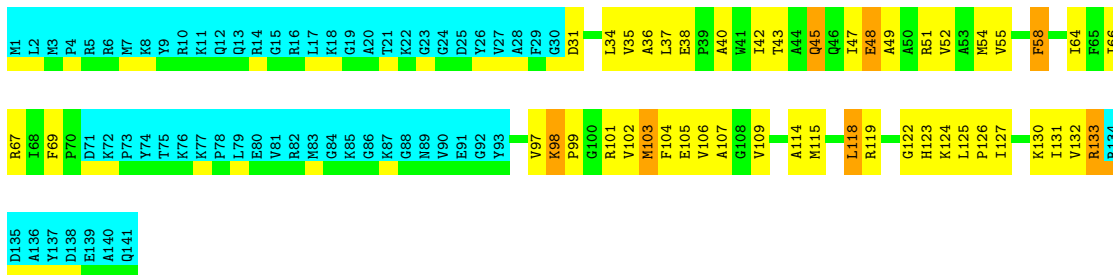 M1 L2 M3 P4 R5 R6 M7 K8 Y9 R10 K11 Q12 Q13 R14 G15 R16 L17 K18 G19 A20 T21 K22 G23 G24 D25 Y26 V27 A28 F29 G30 D31 L34 V35 A36 L37 E38 P39 A40 W41 I42 T43 A44 Q45 Q46 I47 E48 A49 A50 R51 V52 A53 M54 V55 F58 I64 F65 I66
R67 I68 F69 P70 D71 K72 P73 Y74 T75 K76 K77 P78 L79 E80 V81 R82 M83 G84 K85 G86 K87 G88 N89 V90 E91 G92 Y93 V97 K98 P99 G100 R101 V102 M103 F104 E105 V106 A107 G108 V109 A114 M115 L118 R119 G122 H123 K124 L125 P126 I127 K130 I131 V132 R133 R134
D135 A136 Y137 D138 E139 A140 Q141